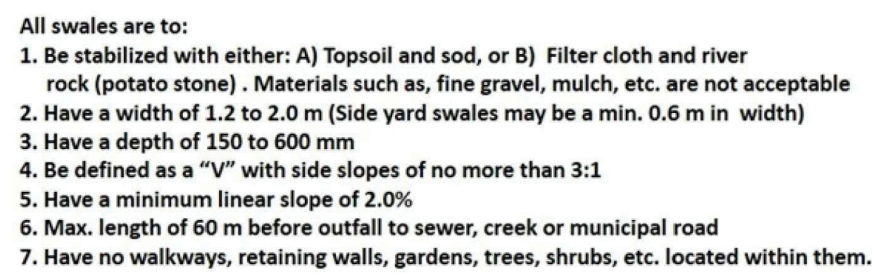 All swales are to:
1. Be stabilized with either: A) Topsoil and sod, or B) Filter cloth and river
rock (potato stone) . Materials such as, fine gravel, mulch, etc. are not acceptable
2. Have a width of 1.2 to 2.0 m (Side yard swales may be a min. 0.6 m in width)
3. Have a depth of 150 to 600 mm
4. Be defined as a “V” with side slopes of no more than 3:1
5. Have a minimum linear slope of 2.0%
6. Max. length of 60 m before outfall to sewer, creek or municipal road
7. Have no walkways, retaining walls, gardens, trees, shrubs, etc. located within them.